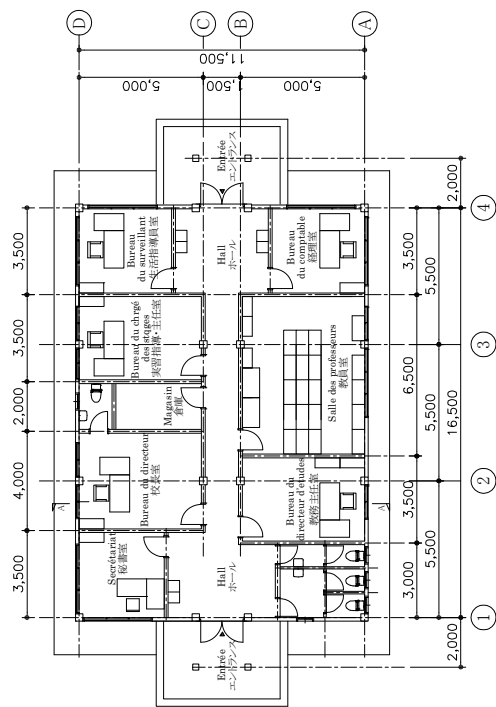 3,500
4,000
2,000
3,500
3,500
D
Secrétariat
秘書室
Bureau du directeur
校長室
Magasin
倉庫
Bureau du chrgé
des stqges
実習指導・主任室
Bureau
du surveillant
生活指導員室
5,000
Entrée
エントランス
Hall
ホール
Hall
ホール
Entrée
エントランス
C
1,500
11,500
B
Bureau du
directeur d'études
教務主任室
Salle des professeurs
教員室
Bureau
du comptable
経理室
5,000
A
A
A
3,000
3,500
6,500
3,500
5,500
5,500
5,500
2,000
16,500
2,000
1
2
3
4